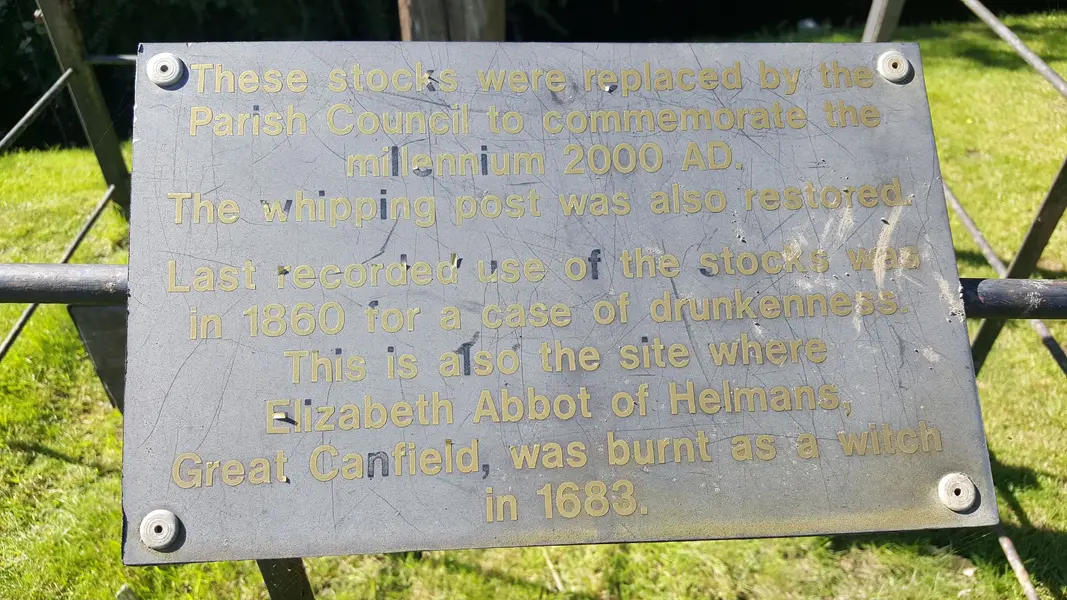 These stocks were replaced by the
Parish Council to commemorate the
millennium 2000 AD.
The whipping post was also restored.
Last recorded use of the stocks was
in 1860 for a case of drunkenness.
This is also the site where
Elizabeth Abbot of Helmans,
Great Canfield, was burnt as a witch
in 1683.